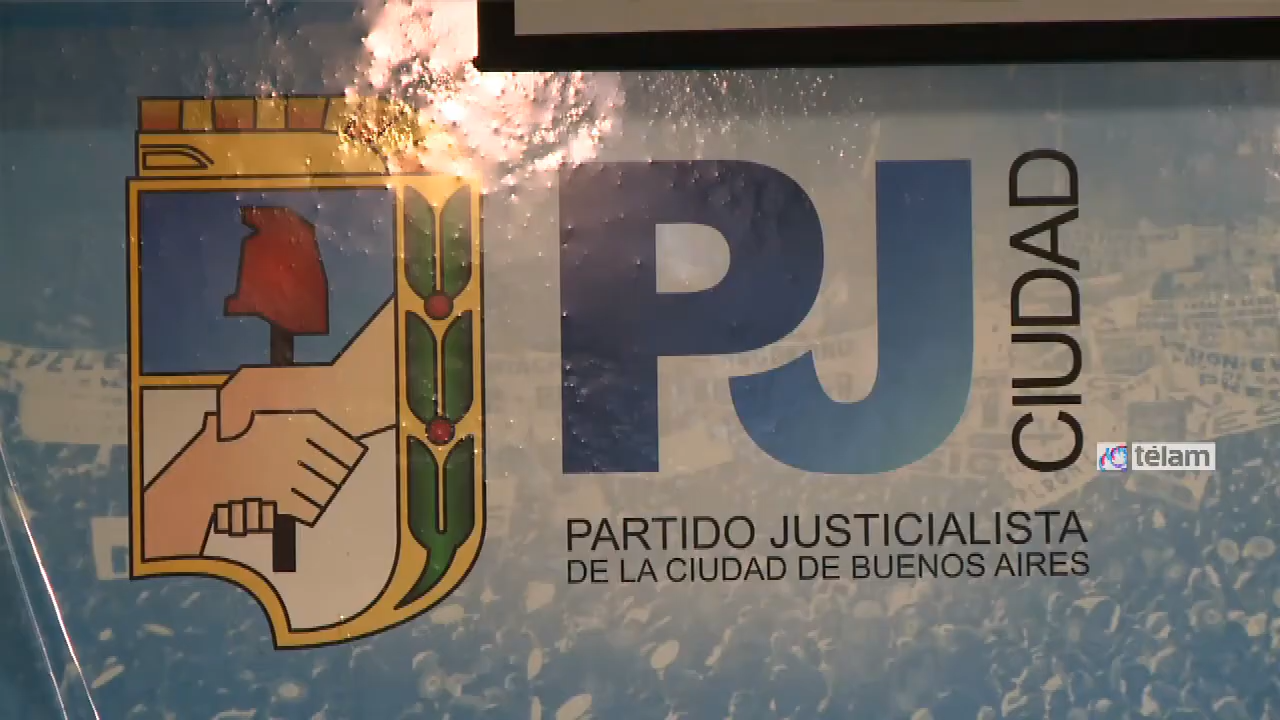 PJ
CIUDAD
PARTIDO JUSTICIALISTA
DE LA CIUDAD DE BUENOS AIRES
télam